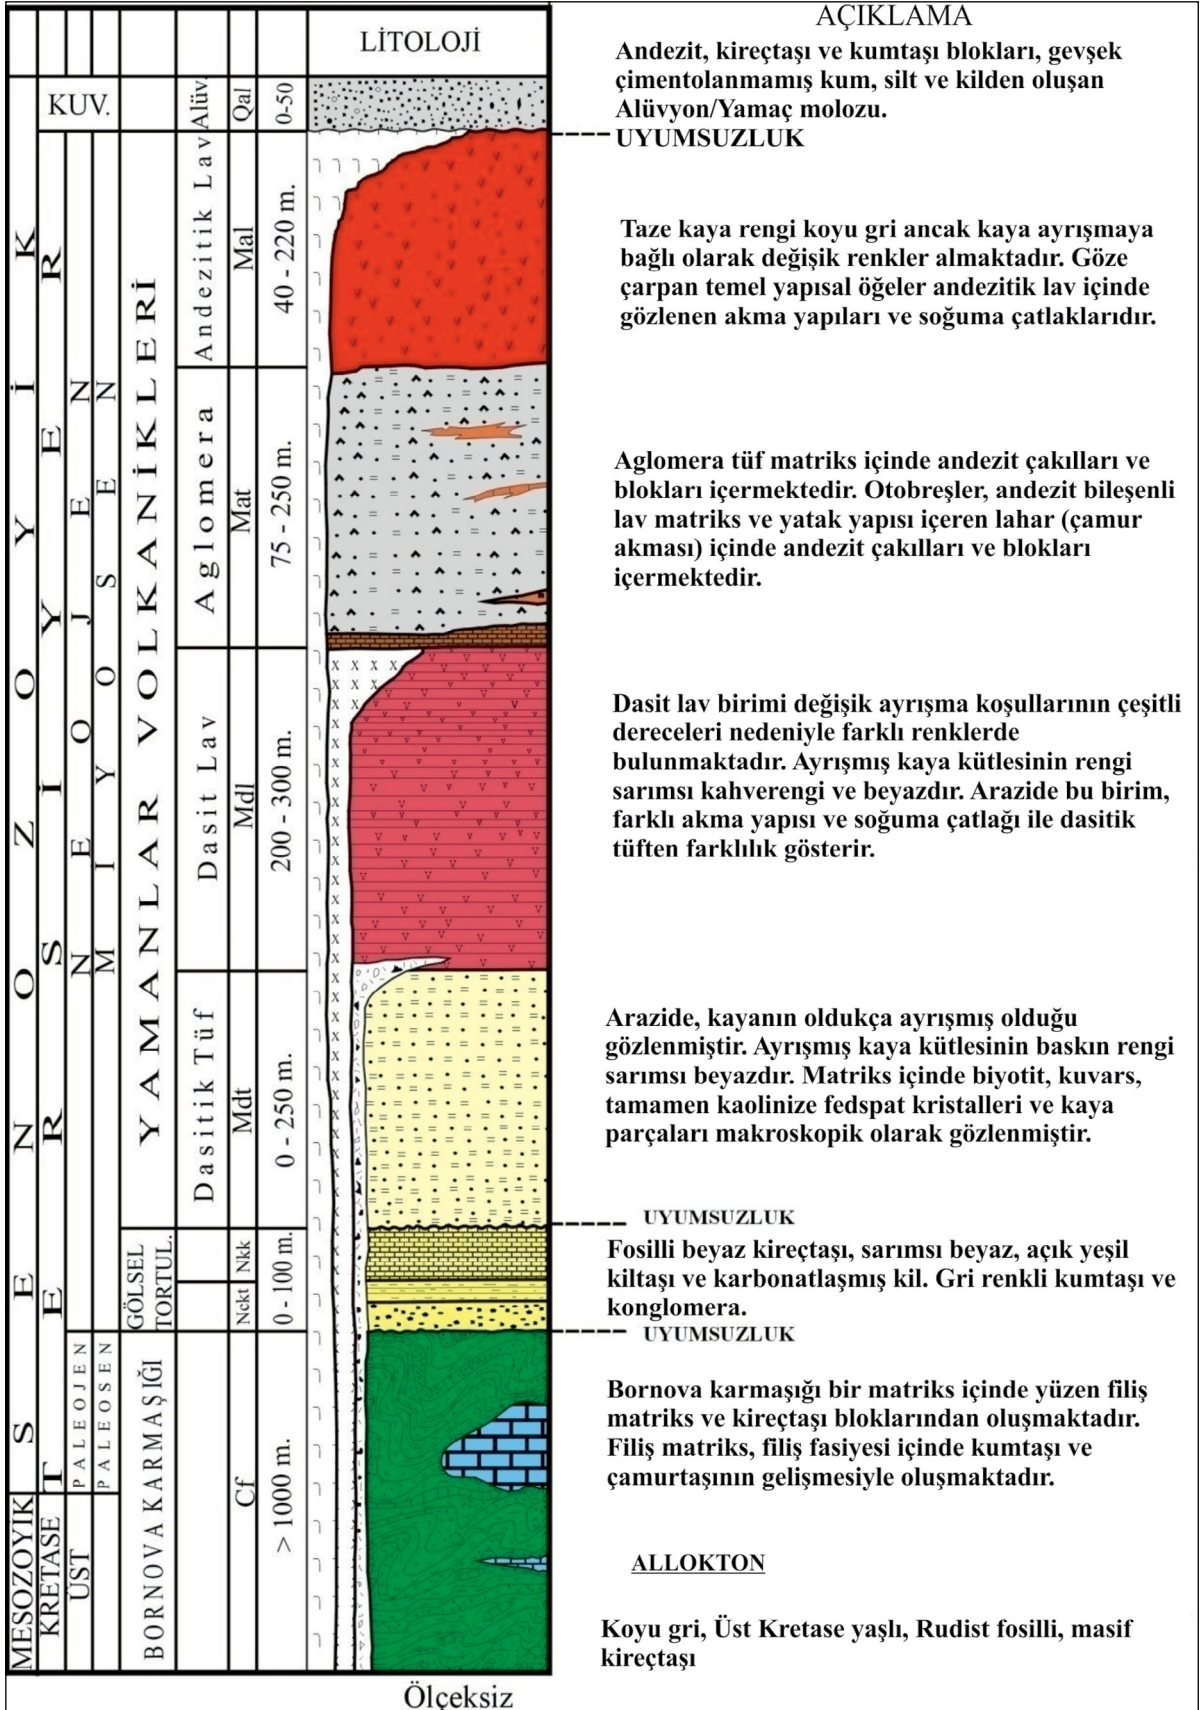 LİTOLOJİ
AÇIKLAMA
KUV.
Alüv.
Qal
0-50
Andezit, kireçtaşı ve kumtaşı blokları, gevşek
çimentolanmamış kum, silt ve kilden oluşan
Alüvyon/Yamaç molozu.
UYUMSUZLUK
SENOZOYİK
TERSİYER
NEOJEN
MİYOSEN
YAMANLAR VOLKANİKLERİ
Andezitik Lav
Mal
40 - 220 m.
Taze kaya rengi koyu gri ancak kaya ayrışmaya
bağlı olarak değişik renkler almaktadır. Göze
çarpan temel yapısal öğeler andezitik lav içinde
gözlenen akma yapıları ve soğuma çatlaklarıdır.
Aglomera
Mat
75 - 250 m.
Aglomera tüf matriks içinde andezit çakılları ve
blokları içermektedir. Otobreşler, andezit bileşenli
lav matriks ve yatak yapısı içeren lahar (çamur
akması) içinde andezit çakılları ve blokları
içermektedir.
Dasit Lav
Mdl
200 - 300 m.
Dasit lav birimi değişik ayrışma koşullarının çeşitli
dereceleri nedeniyle farklı renklerde
bulunmaktadır. Ayrışmış kaya kütlesinin rengi
sarımsı kahverengi ve beyazdır. Arazide bu birim,
farklı akma yapısı ve soğuma çatlağı ile dasitik
tüften farklılık gösterir.
Dasitik Tüf
Mdt
0 - 250 m.
Arazide, kayanın oldukça ayrışmış olduğu
gözlenmiştir. Ayrışmış kaya kütlesinin baskın rengi
sarımsı beyazdır. Matriks içinde biyotit, kuvars,
tamamen kaolinize fedspat kristalleri ve kaya
parçaları makroskopik olarak gözlenmiştir.
UYUMSUZLUK
GÖLSEL
TORTUL.
Nkk
Nckt
0 - 100 m.
Fosilli beyaz kireçtaşı, sarımsı beyaz, açık yeşil
kiltaşı ve karbonatlaşmış kil. Gri renkli kumtaşı ve
konglomera.
UYUMSUZLUK
PALEOJEN
PALEOSEN
MESOZOYIK
KRETASE
ÜST
BORNOVA KARMAŞIĞI
Cf
> 1000 m.
Bornova karmaşığı bir matriks içinde yüzen filiş
matriks ve kireçtaşı bloklarından oluşmaktadır.
Filiş matriks, filiş fasiyesi içinde kumtaşı ve
çamurtaşının gelişmesiyle oluşmaktadır.
ALLOKTON
Koyu gri, Üst Kretase yaşlı, Rudist fosilli, masif
kireçtaşı
Ölçeksiz